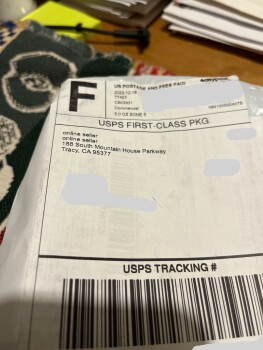 F
US POSTAGE AND FEES PAID
USPS FIRST-CLASS PKG
online seller
online seller
188 South Mountain House Parkway
Tracy, CA 95377
USPS TRACKING #